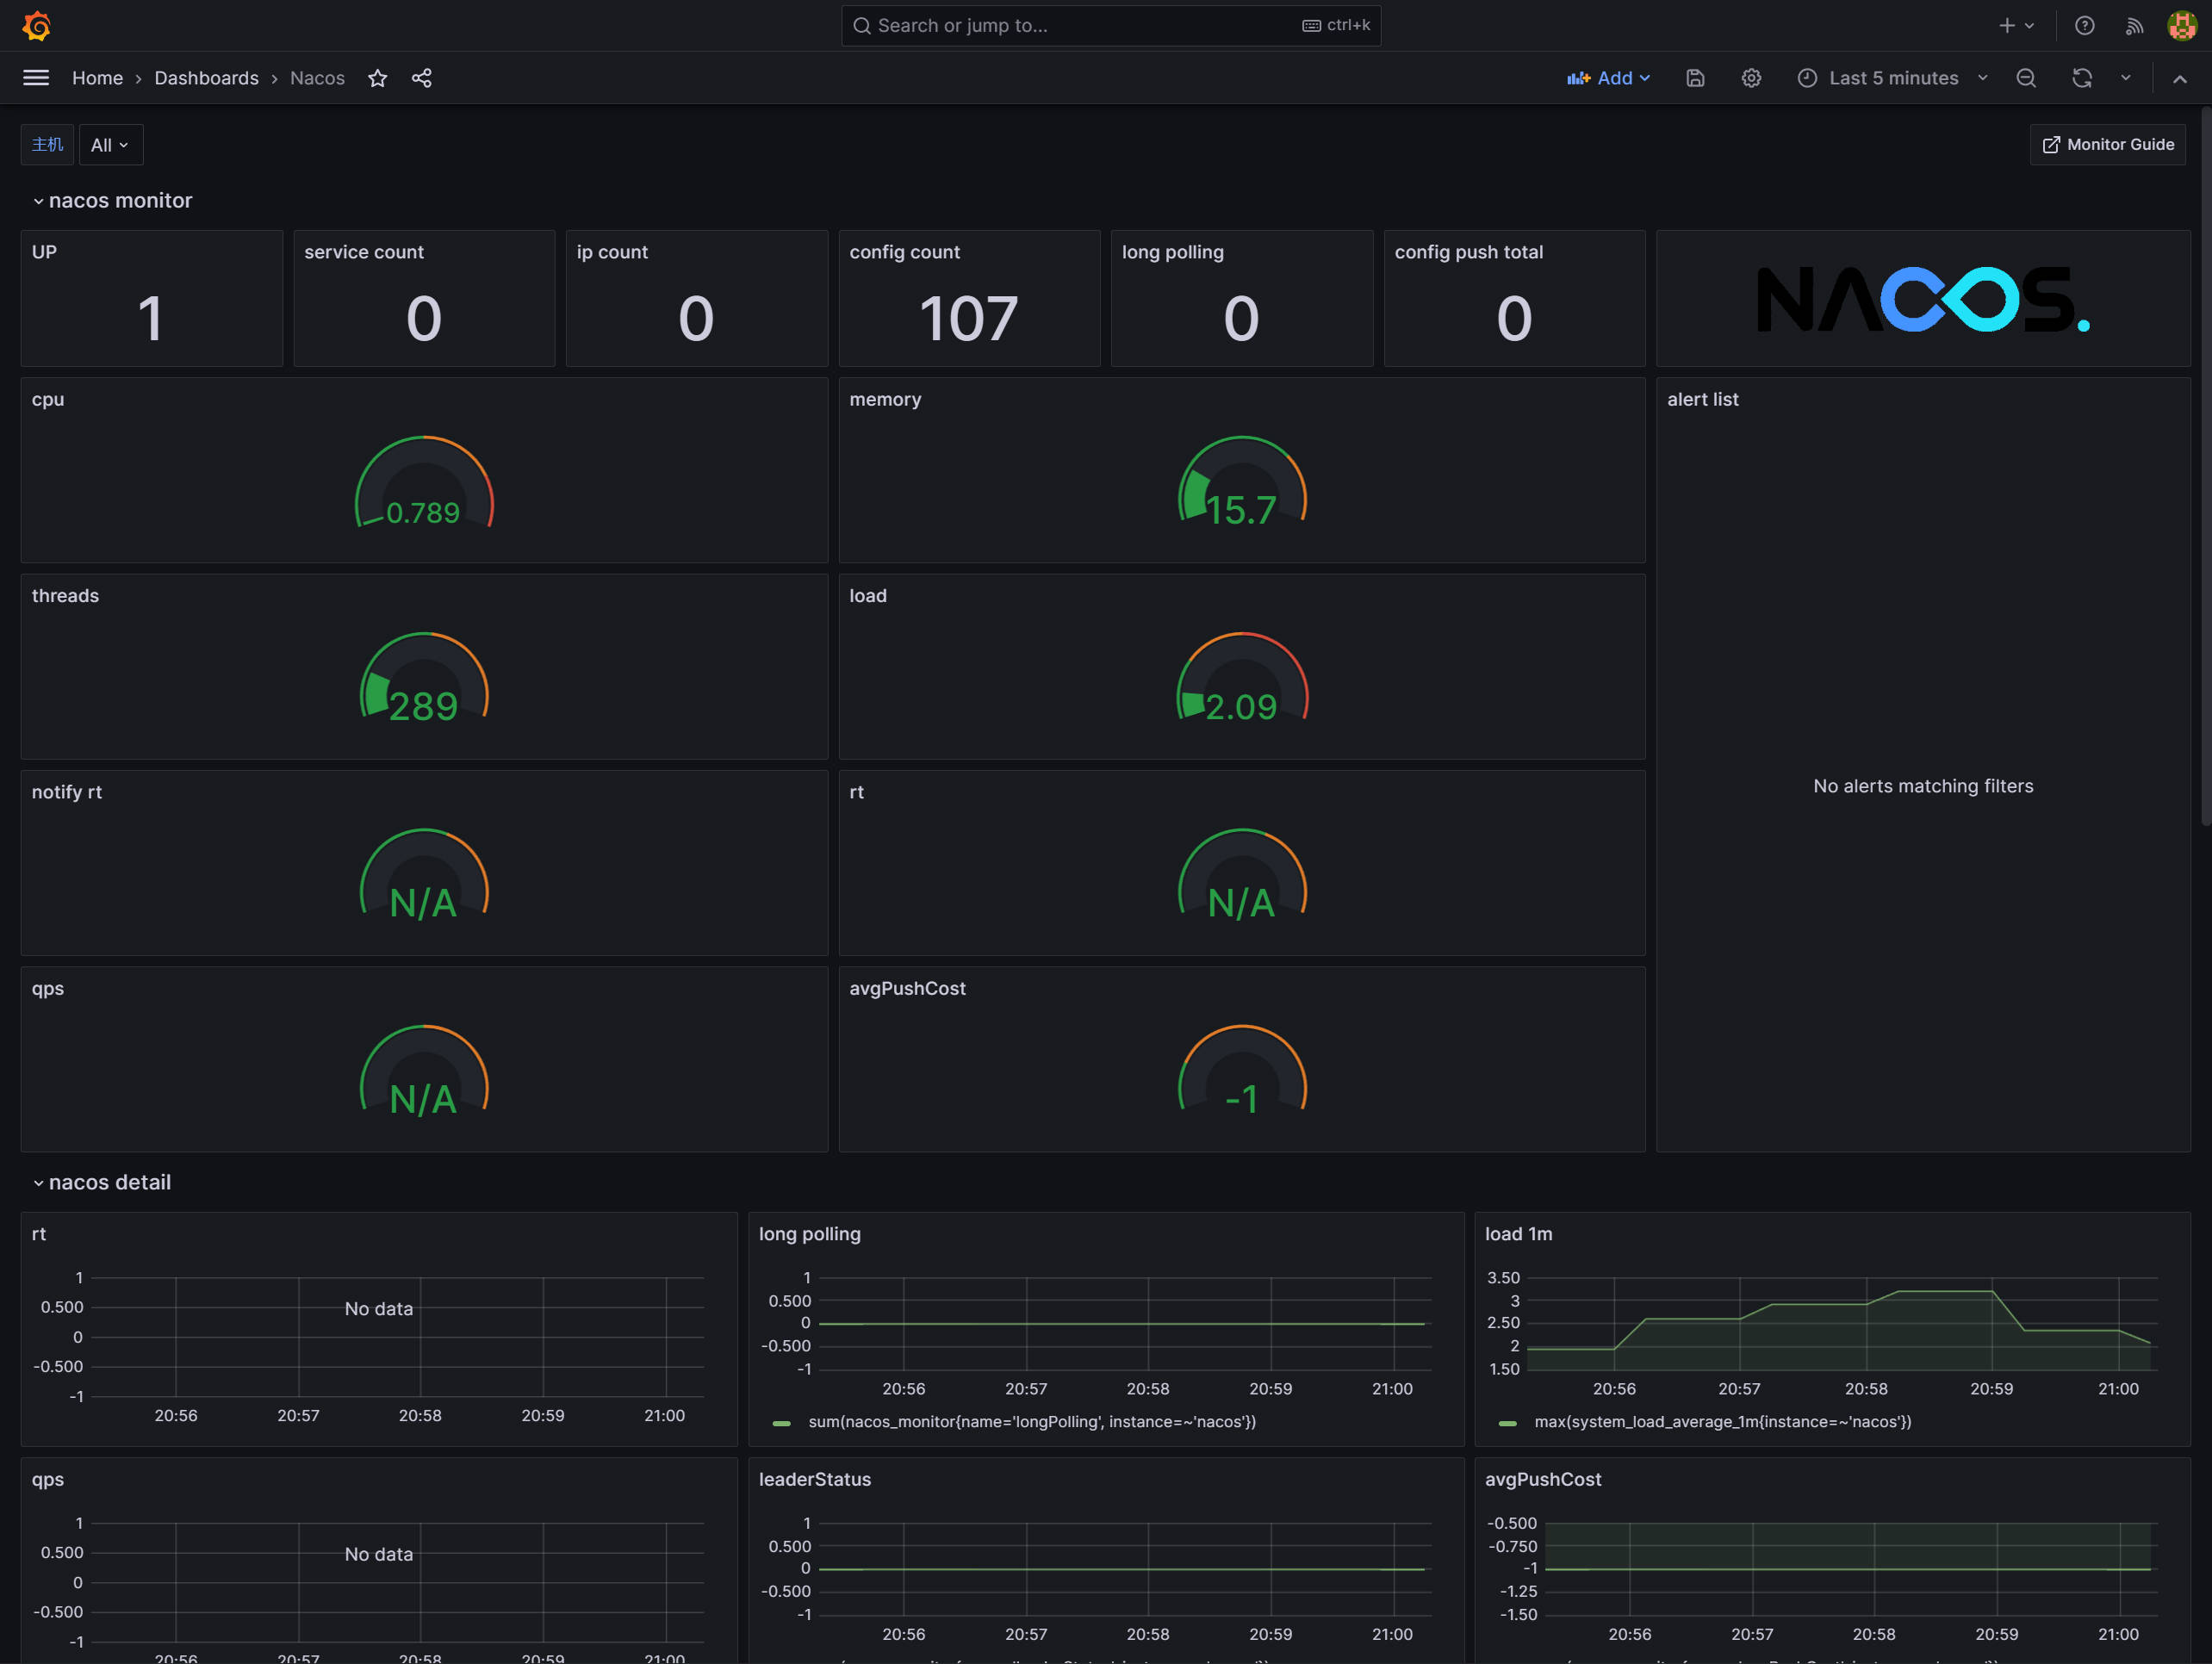 Search or jump to...
ctrl+k
Home › Dashboards › Nacos
Add
Last 5 minutes
主机
All
Monitor Guide
nacos monitor
UP
1
service count
0
ip count
0
config count
107
long polling
0
config push total
0
NACOS.
cpu
0.789
memory
15.7
alert list
No alerts matching filters
threads
289
load
2.09
notify rt
N/A
rt
N/A
qps
N/A
avgPushCost
-1
nacos detail
rt
1
0.500
0
-0.500
-1
No data
20:56 20:57 20:58 20:59 21:00
long polling
1
0.500
0
-0.500
-1
20:56 20:57 20:58 20:59 21:00
sum(nacos_monitor{name='longPolling', instance=~'nacos'})
load 1m
3.50
3
2.50
2
1.50
20:56 20:57 20:58 20:59 21:00
max(system_load_average_1m{instance=~'nacos'})
qps
1
0.500
0
-0.500
-1
No data
20:56 20:57 20:58 20:59 21:00
leaderStatus
1
0.500
0
-0.500
-1
20:56 20:57 20:58 20:59 21:00
avgPushCost
-0.500
-0.750
-1
-1.25
-1.50
20:56 20:57 20:58 20:59 21:00